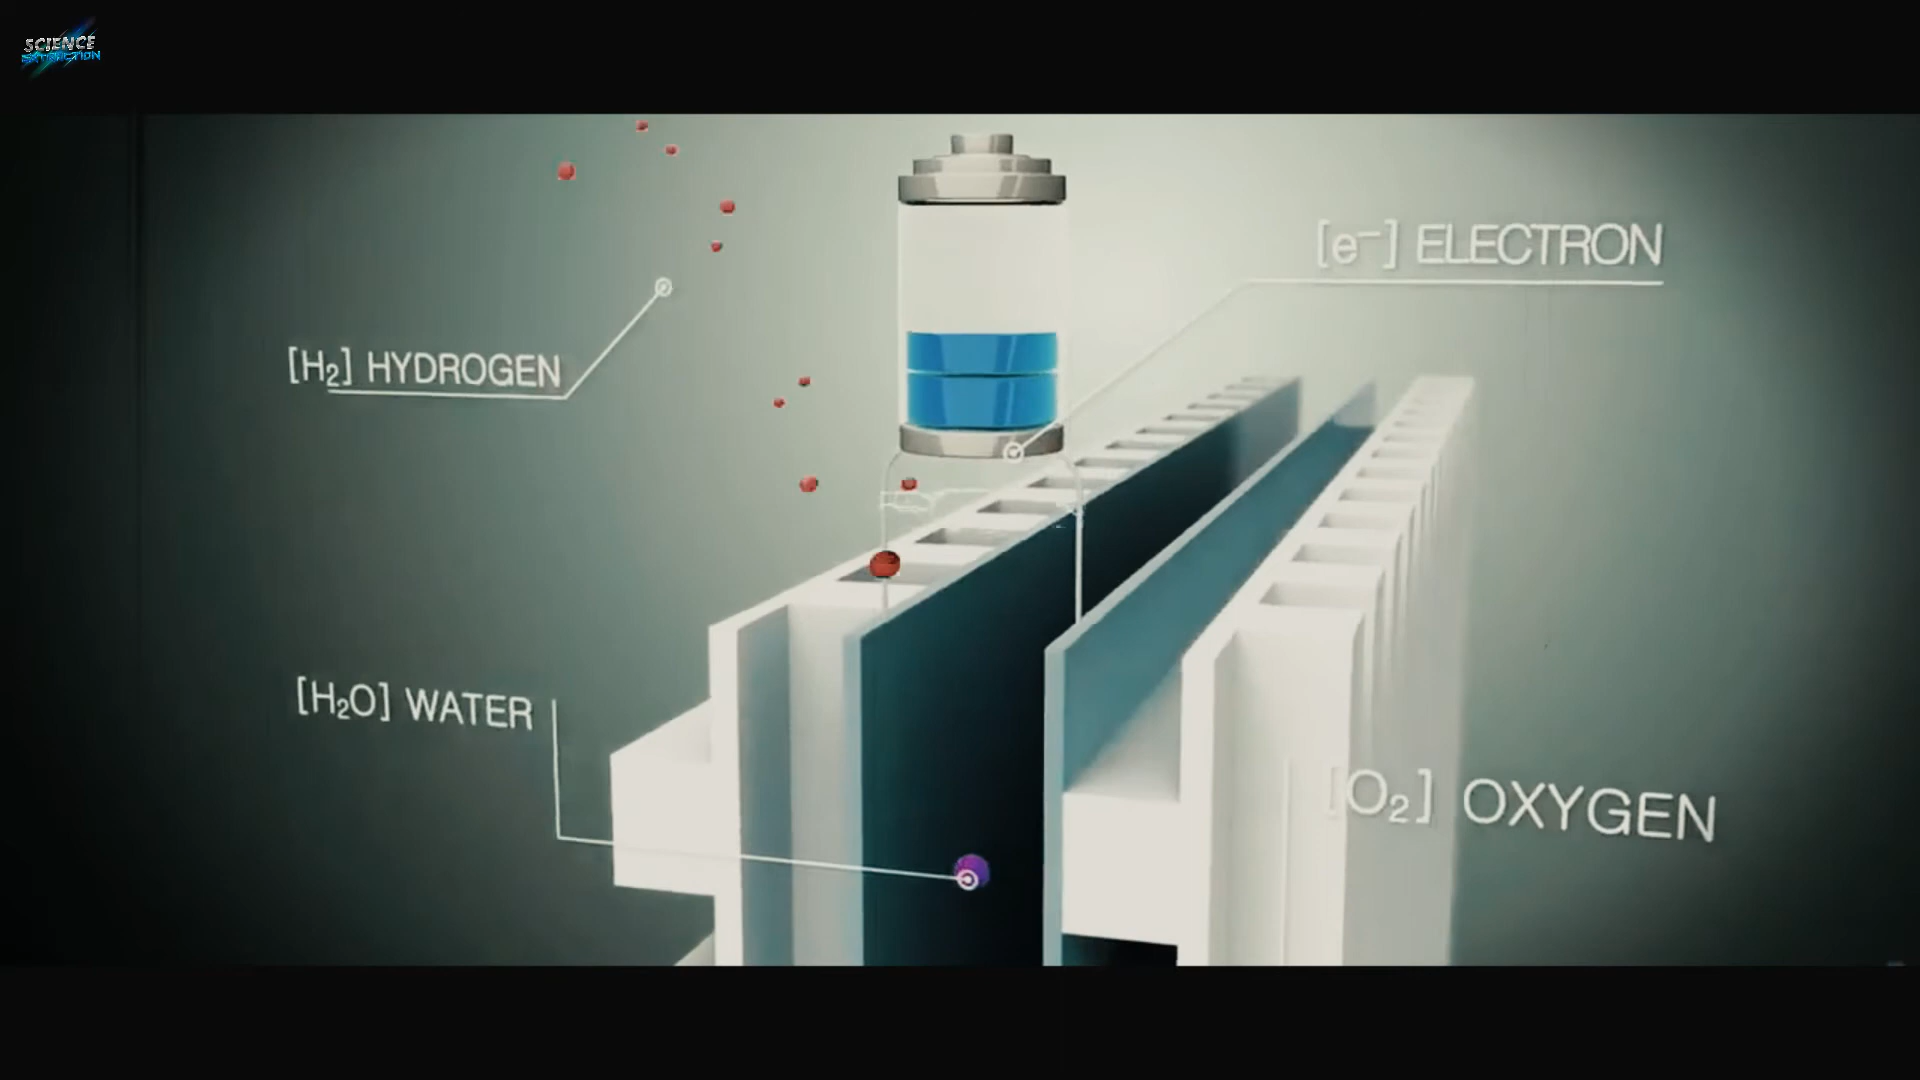 SCIENCE
[e⁻] ELECTRON
[H₂] HYDROGEN
[H₂O] WATER
[O₂] OXYGEN